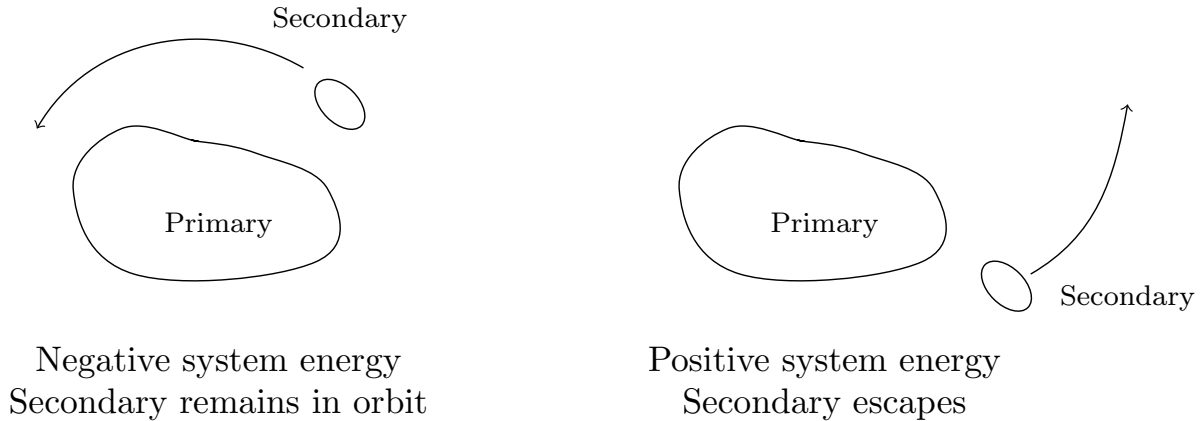 Secondary
Primary
Negative system energy
Secondary remains in orbit
Primary
Secondary
Positive system energy
Secondary escapes